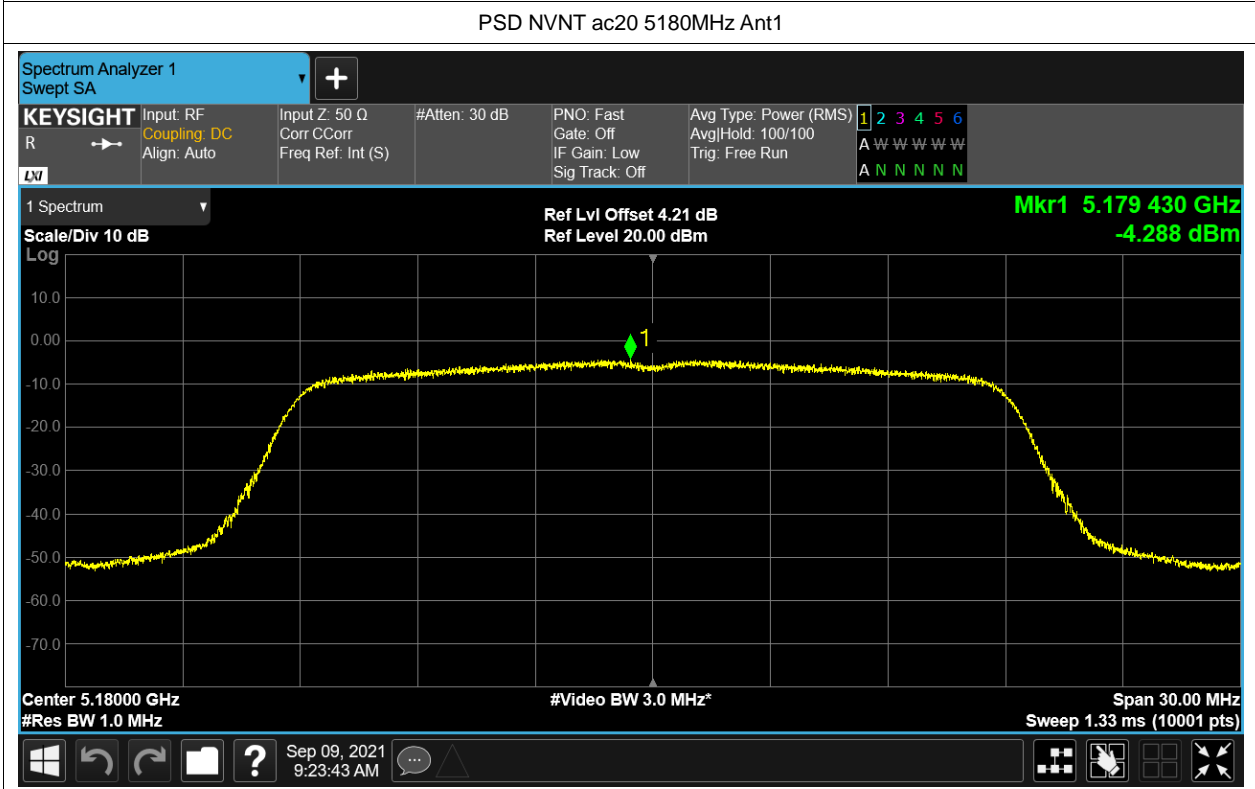 PSD NVNT ac20 5180MHz Ant1
Spectrum Analyzer 1
Swept SA
KEYSIGHT
R
LXI
Input: RF
Coupling: DC
Align: Auto
Input Z: 50 Ω
Corr CCorr
Freq Ref: Int (S)
#Atten: 30 dB
PNO: Fast
Gate: Off
IF Gain: Low
Sig Track: Off
Avg Type: Power (RMS)
Avg|Hold: 100/100
Trig: Free Run
1 2 3 4 5 6
A W W W W W
A N N N N N
1 Spectrum
Scale/Div 10 dB
Log
Ref Lvl Offset 4.21 dB
Ref Level 20.00 dBm
Mkr1 5.179 430 GHz
-4.288 dBm
10.0
0.00
-10.0
-20.0
-30.0
-40.0
-50.0
-60.0
-70.0
1
Center 5.18000 GHz
#Res BW 1.0 MHz
#Video BW 3.0 MHz*
Span 30.00 MHz
Sweep 1.33 ms (10001 pts)
?
Sep 09, 2021
9:23:43 AM